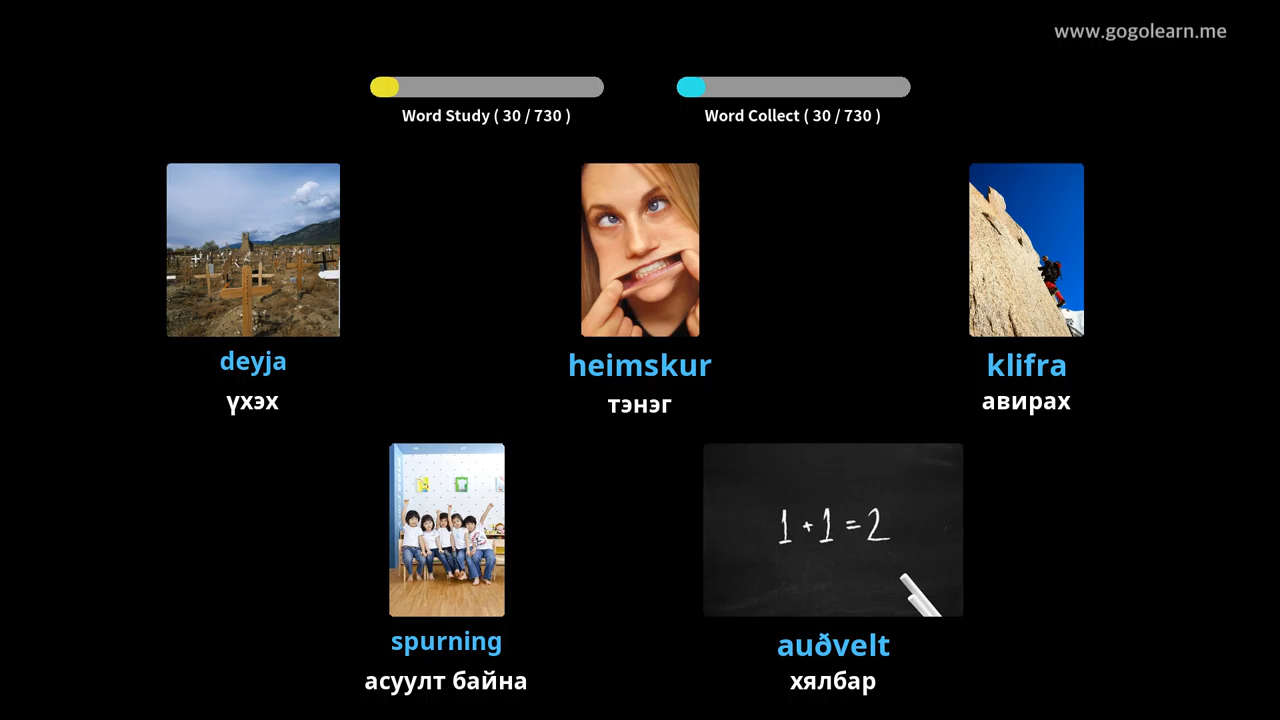 www.gogolearn.me
Word Study ( 30 / 730 )
Word Collect ( 30 / 730 )
deyja
үхэх
heimskur
тэнэг
klifra
авирах
1 + 1 = 2
spurning
асуулт байна
auðvelt
хялбар